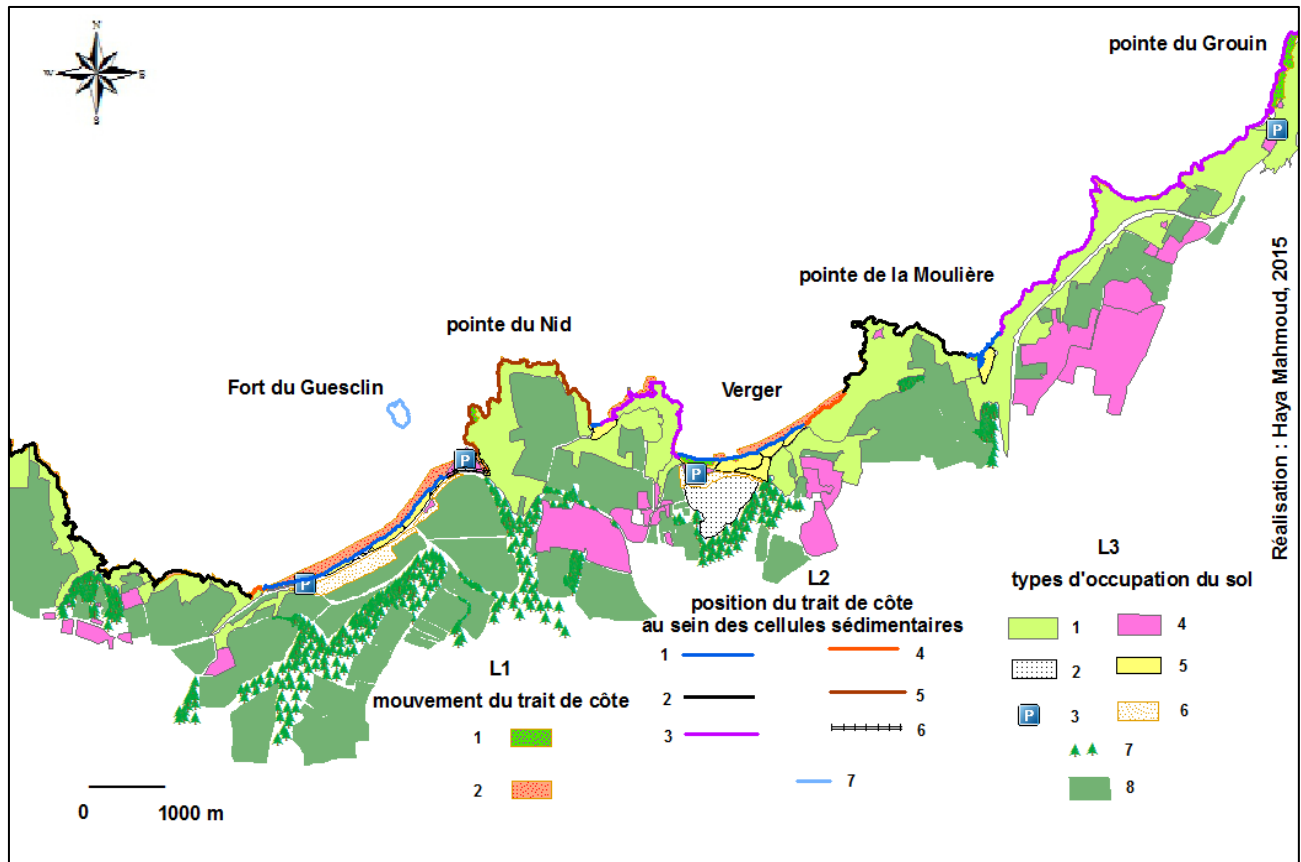 N
W
E
S
pointe du Grouin
P
pointe de la Moulière
pointe du Nid
Verger
Fort du Guesclin
P
P
P
Réalisation : Haya Mahmoud, 2015
L1
mouvement du trait de côte
1
2
L2
position du trait de côte
au sein des cellules sédimentaires
1
4
2
5
3
6
7
L3
types d'occupation du sol
1
4
2
5
P
3
6
7
8
0 1000 m